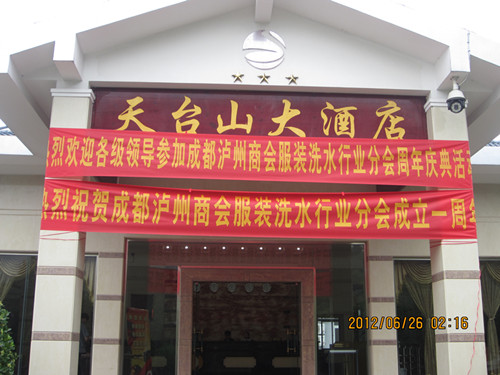 天台山大酒店
烈欢迎各级领导参加成都泸州商会服装洗水行业分会周年庆典活动
热烈祝贺成都泸州商会服装洗水行业分会成立一周年
2012/06/26 02:16